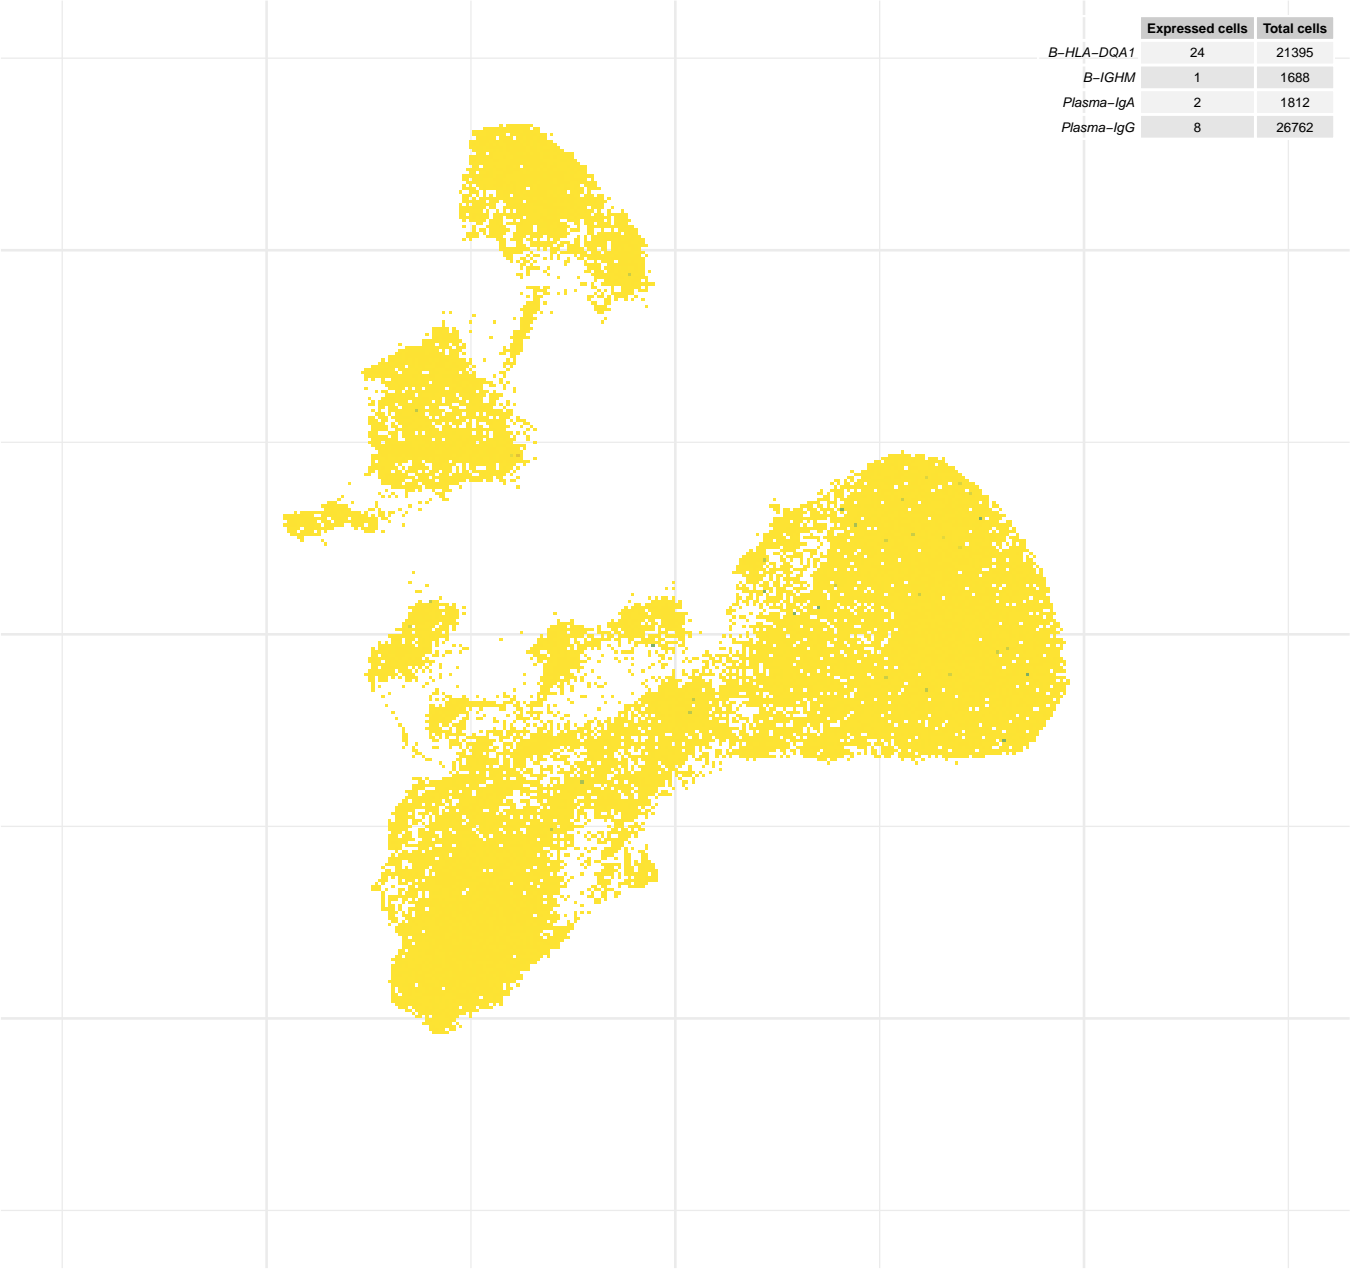 Expressed cells Total cells
B−HLA−DQA1 24 21395
B−IGHM 1 1688
Plasma−IgA 2 1812
Plasma−IgG 8 26762